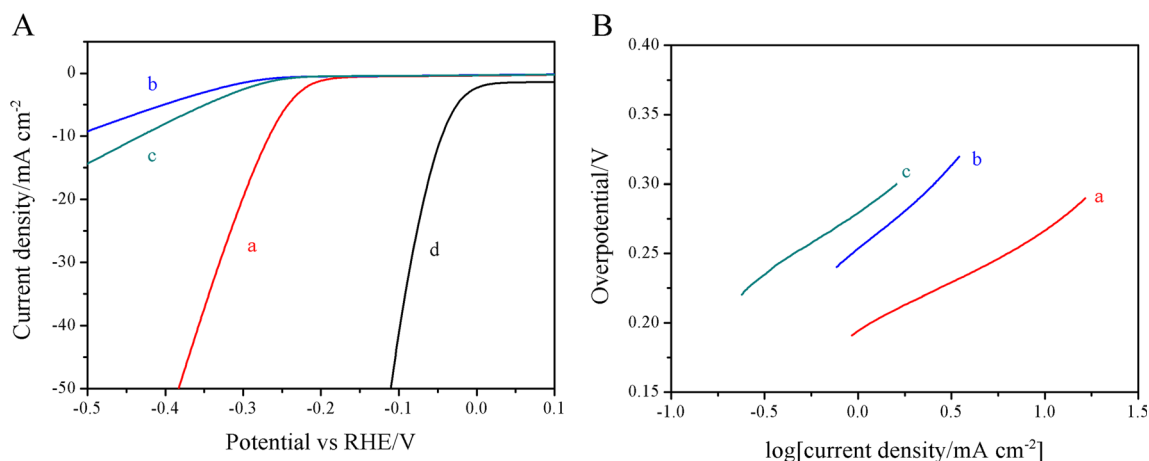 A
Current density/mA cm⁻²
0
-10
-20
-30
-40
-50
-0.5
-0.4
-0.3
-0.2
-0.1
0.0
0.1
Potential vs RHE/V
b
c
a
d
B
Overpotential/V
0.40
0.35
0.30
0.25
0.20
0.15
-1.0
-0.5
0.0
0.5
1.0
1.5
log[current density/mA cm⁻²]
c
b
a